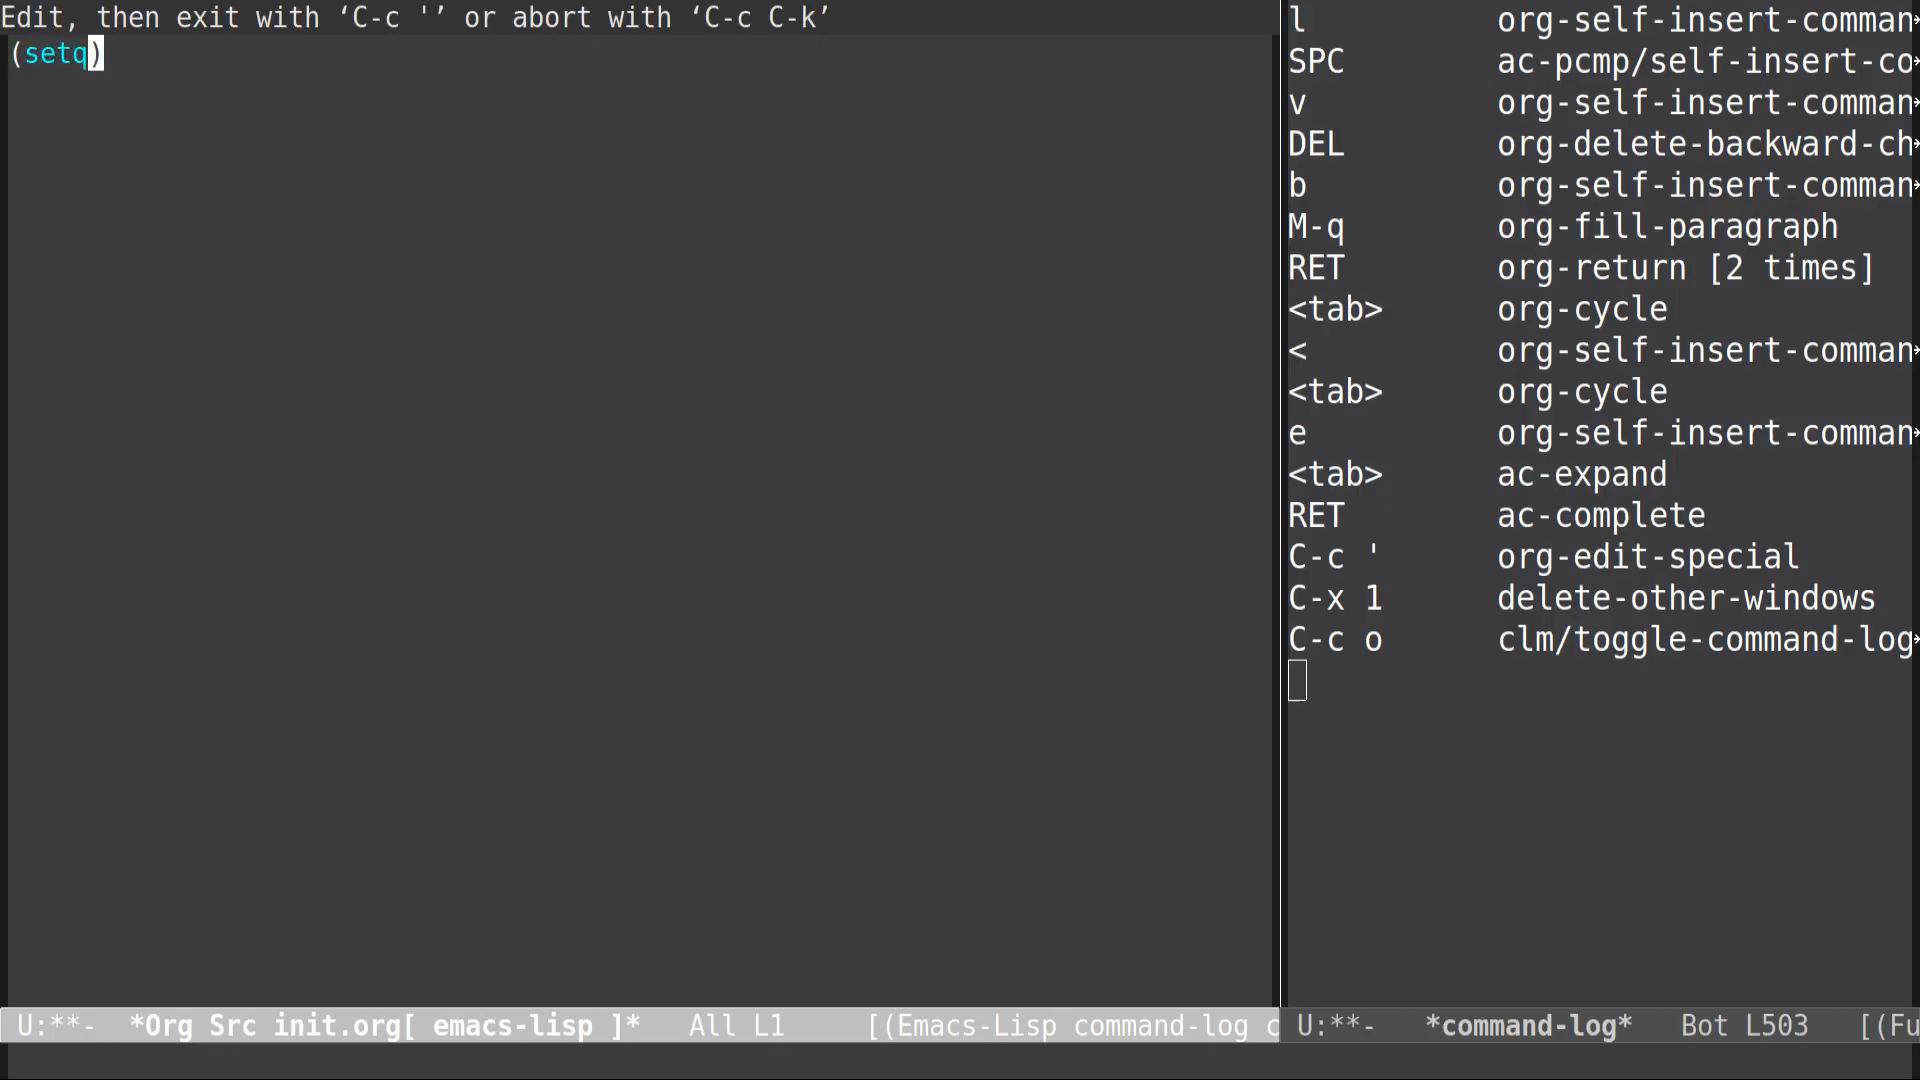 Edit, then exit with ‘C-c '’ or abort with ‘C-c C-k’
(setq)
U:**-  *Org Src init.org[ emacs-lisp ]*   All L1     [(Emacs-Lisp command-log c
l          org-self-insert-comman
SPC        ac-pcmp/self-insert-co
v          org-self-insert-comman
DEL        org-delete-backward-ch
b          org-self-insert-comman
M-q        org-fill-paragraph
RET        org-return [2 times]
<tab>      org-cycle
<          org-self-insert-comman
<tab>      org-cycle
e          org-self-insert-comman
<tab>      ac-expand
RET        ac-complete
C-c '      org-edit-special
C-x 1      delete-other-windows
C-c o      clm/toggle-command-log
U:**-   *command-log*   Bot L503   [(Fu